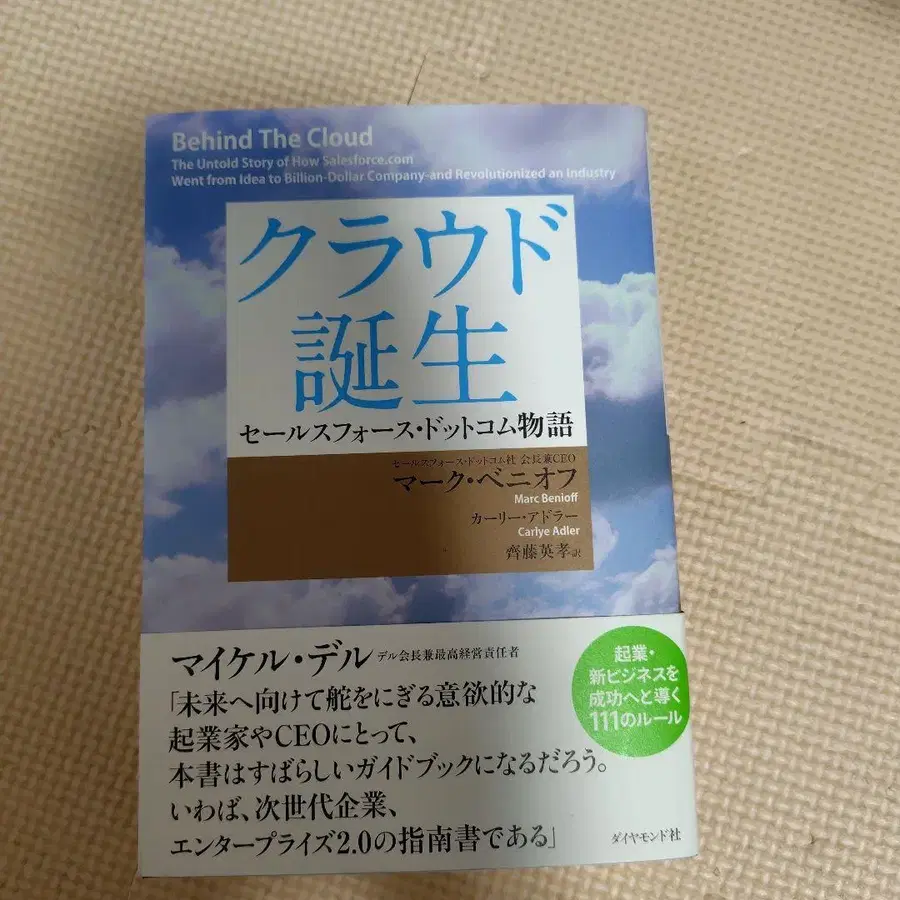 Behind The Cloud
The Untold Story of How Salesforce.com
Went from Idea to Billion-Dollar Company-and Revolutionized an Industry
クラウド
誕生
セールスフォース・ドットコム物語
セールスフォース・ドットコム社 会長兼CEO
マーク・ベニオフ
Marc Benioff
カーリー・アドラー
Carlye Adler
齊藤英孝訳
マイケル・デル デル会長兼最高経営責任者
「未来へ向けて舵をにぎる意欲的な
起業家やCEOにとって、
本書はすばらしいガイドブックになるだろう。
いわば、次世代企業、
エンタープライズ2.0の指南書である」
起業・
新ビジネスを
成功へと導く
111のルール
ダイヤモンド社